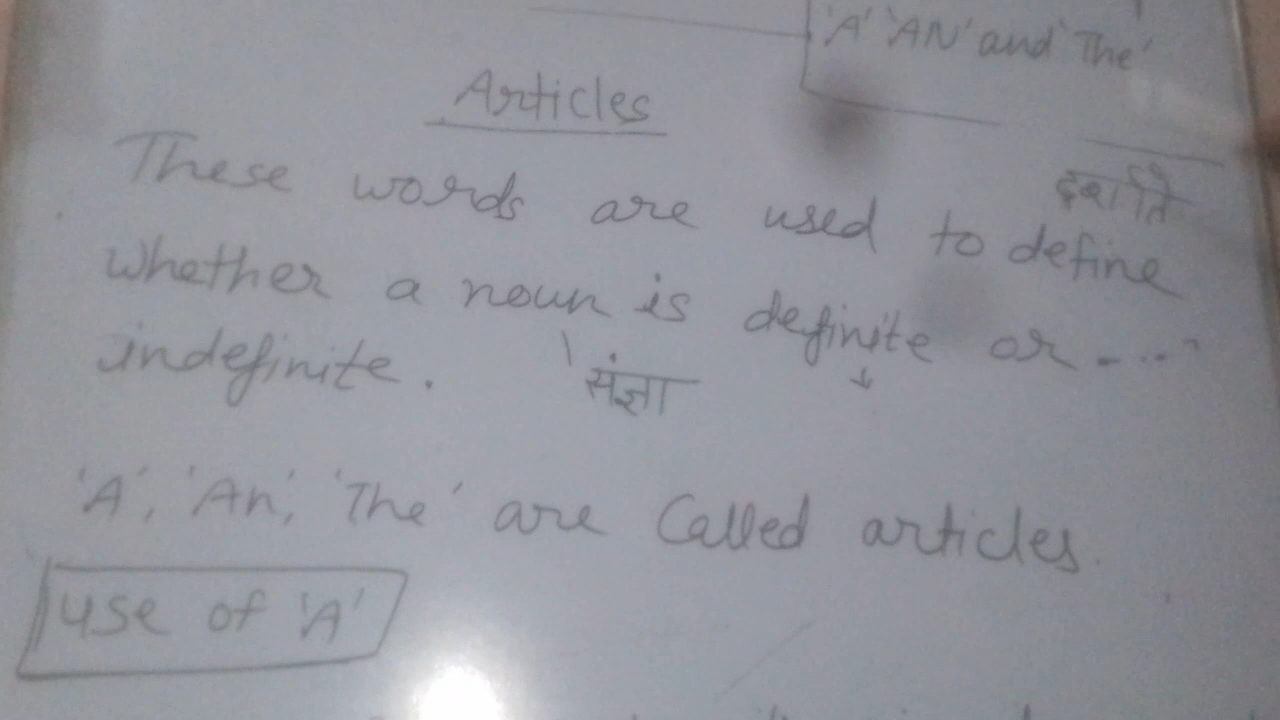 'A' 'AN' and 'The'
Articles
दर्शाते
These words are used to define
whether a noun is definite or ....
indefinite.
संज्ञा
'A', 'An', 'The' are Called articles.
use of 'A'